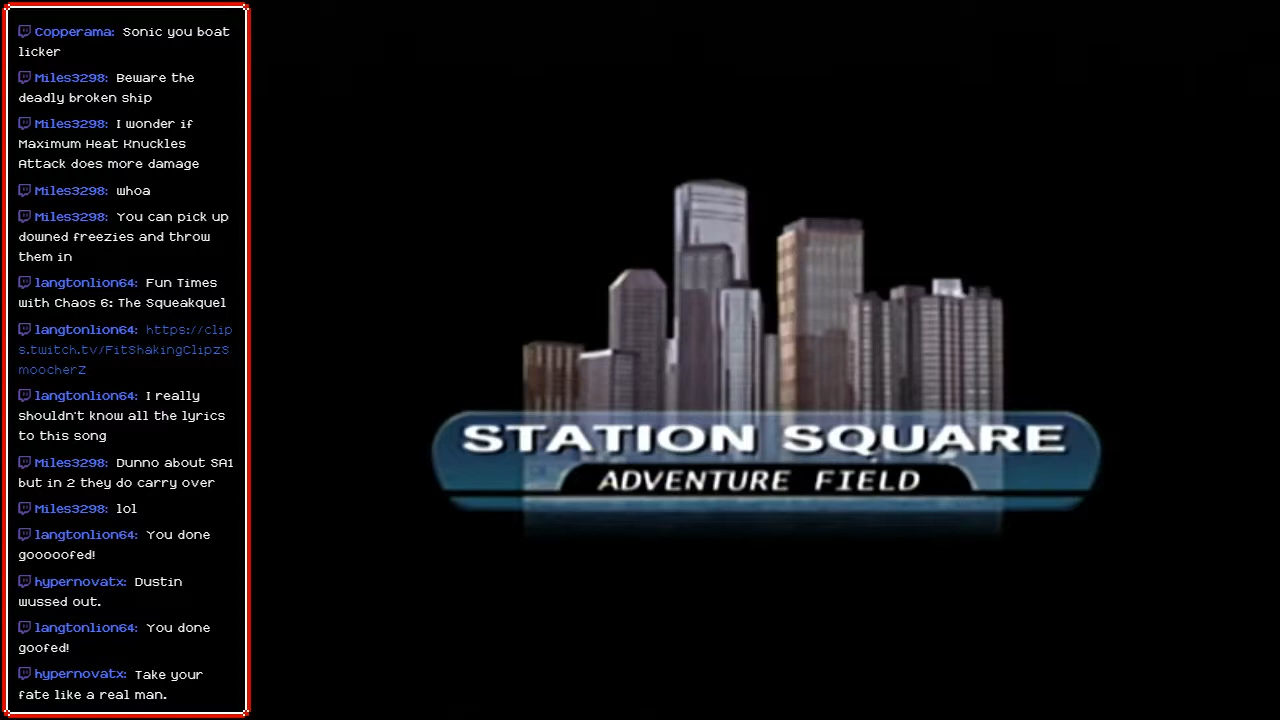 Copperama: Sonic you boat
licker
Miles3298: Beware the
deadly broken ship
Miles3298: I wonder if
Maximum Heat Knuckles
Attack does more damage
Miles3298: whoa
Miles3298: You can pick up
downed freezies and throw
them in
langtonlion64: Fun Times
with Chaos 6: The Squeakquel
langtonlion64: https://clip
s.twitch.tv/FitShakingClipzS
moocherZ
langtonlion64: I really
shouldn't know all the lyrics
to this song
Miles3298: Dunno about SA1
but in 2 they do carry over
Miles3298: lol
langtonlion64: You done
gooooofed!
hypernovatx: Dustin
wussed out.
langtonlion64: You done
goofed!
hypernovatx: Take your
fate like a real man.
STATION SQUARE
ADVENTURE FIELD